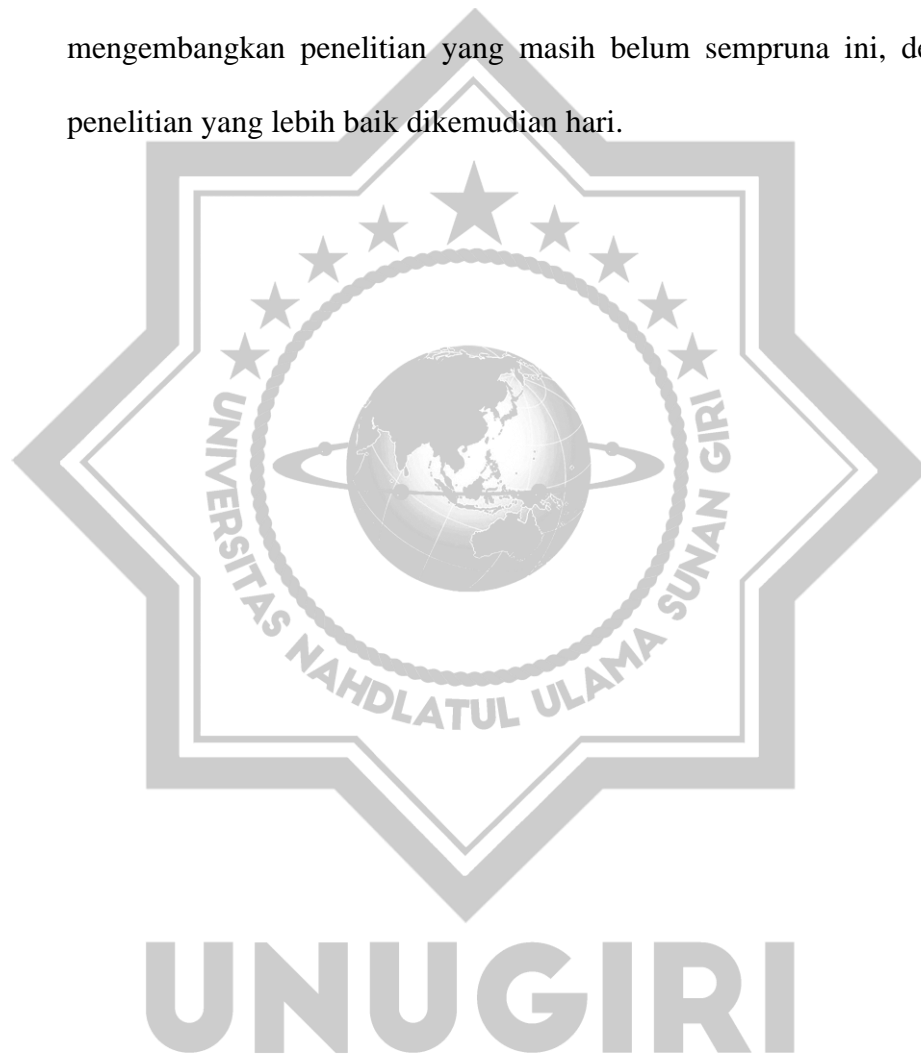 mengembangkan penelitian yang masih belum sempruna ini, de
penelitian yang lebih baik dikemudian hari.
UNIVERSITAS NAHDLATUL ULAMA SUNAN GIRI
UNUGIRI